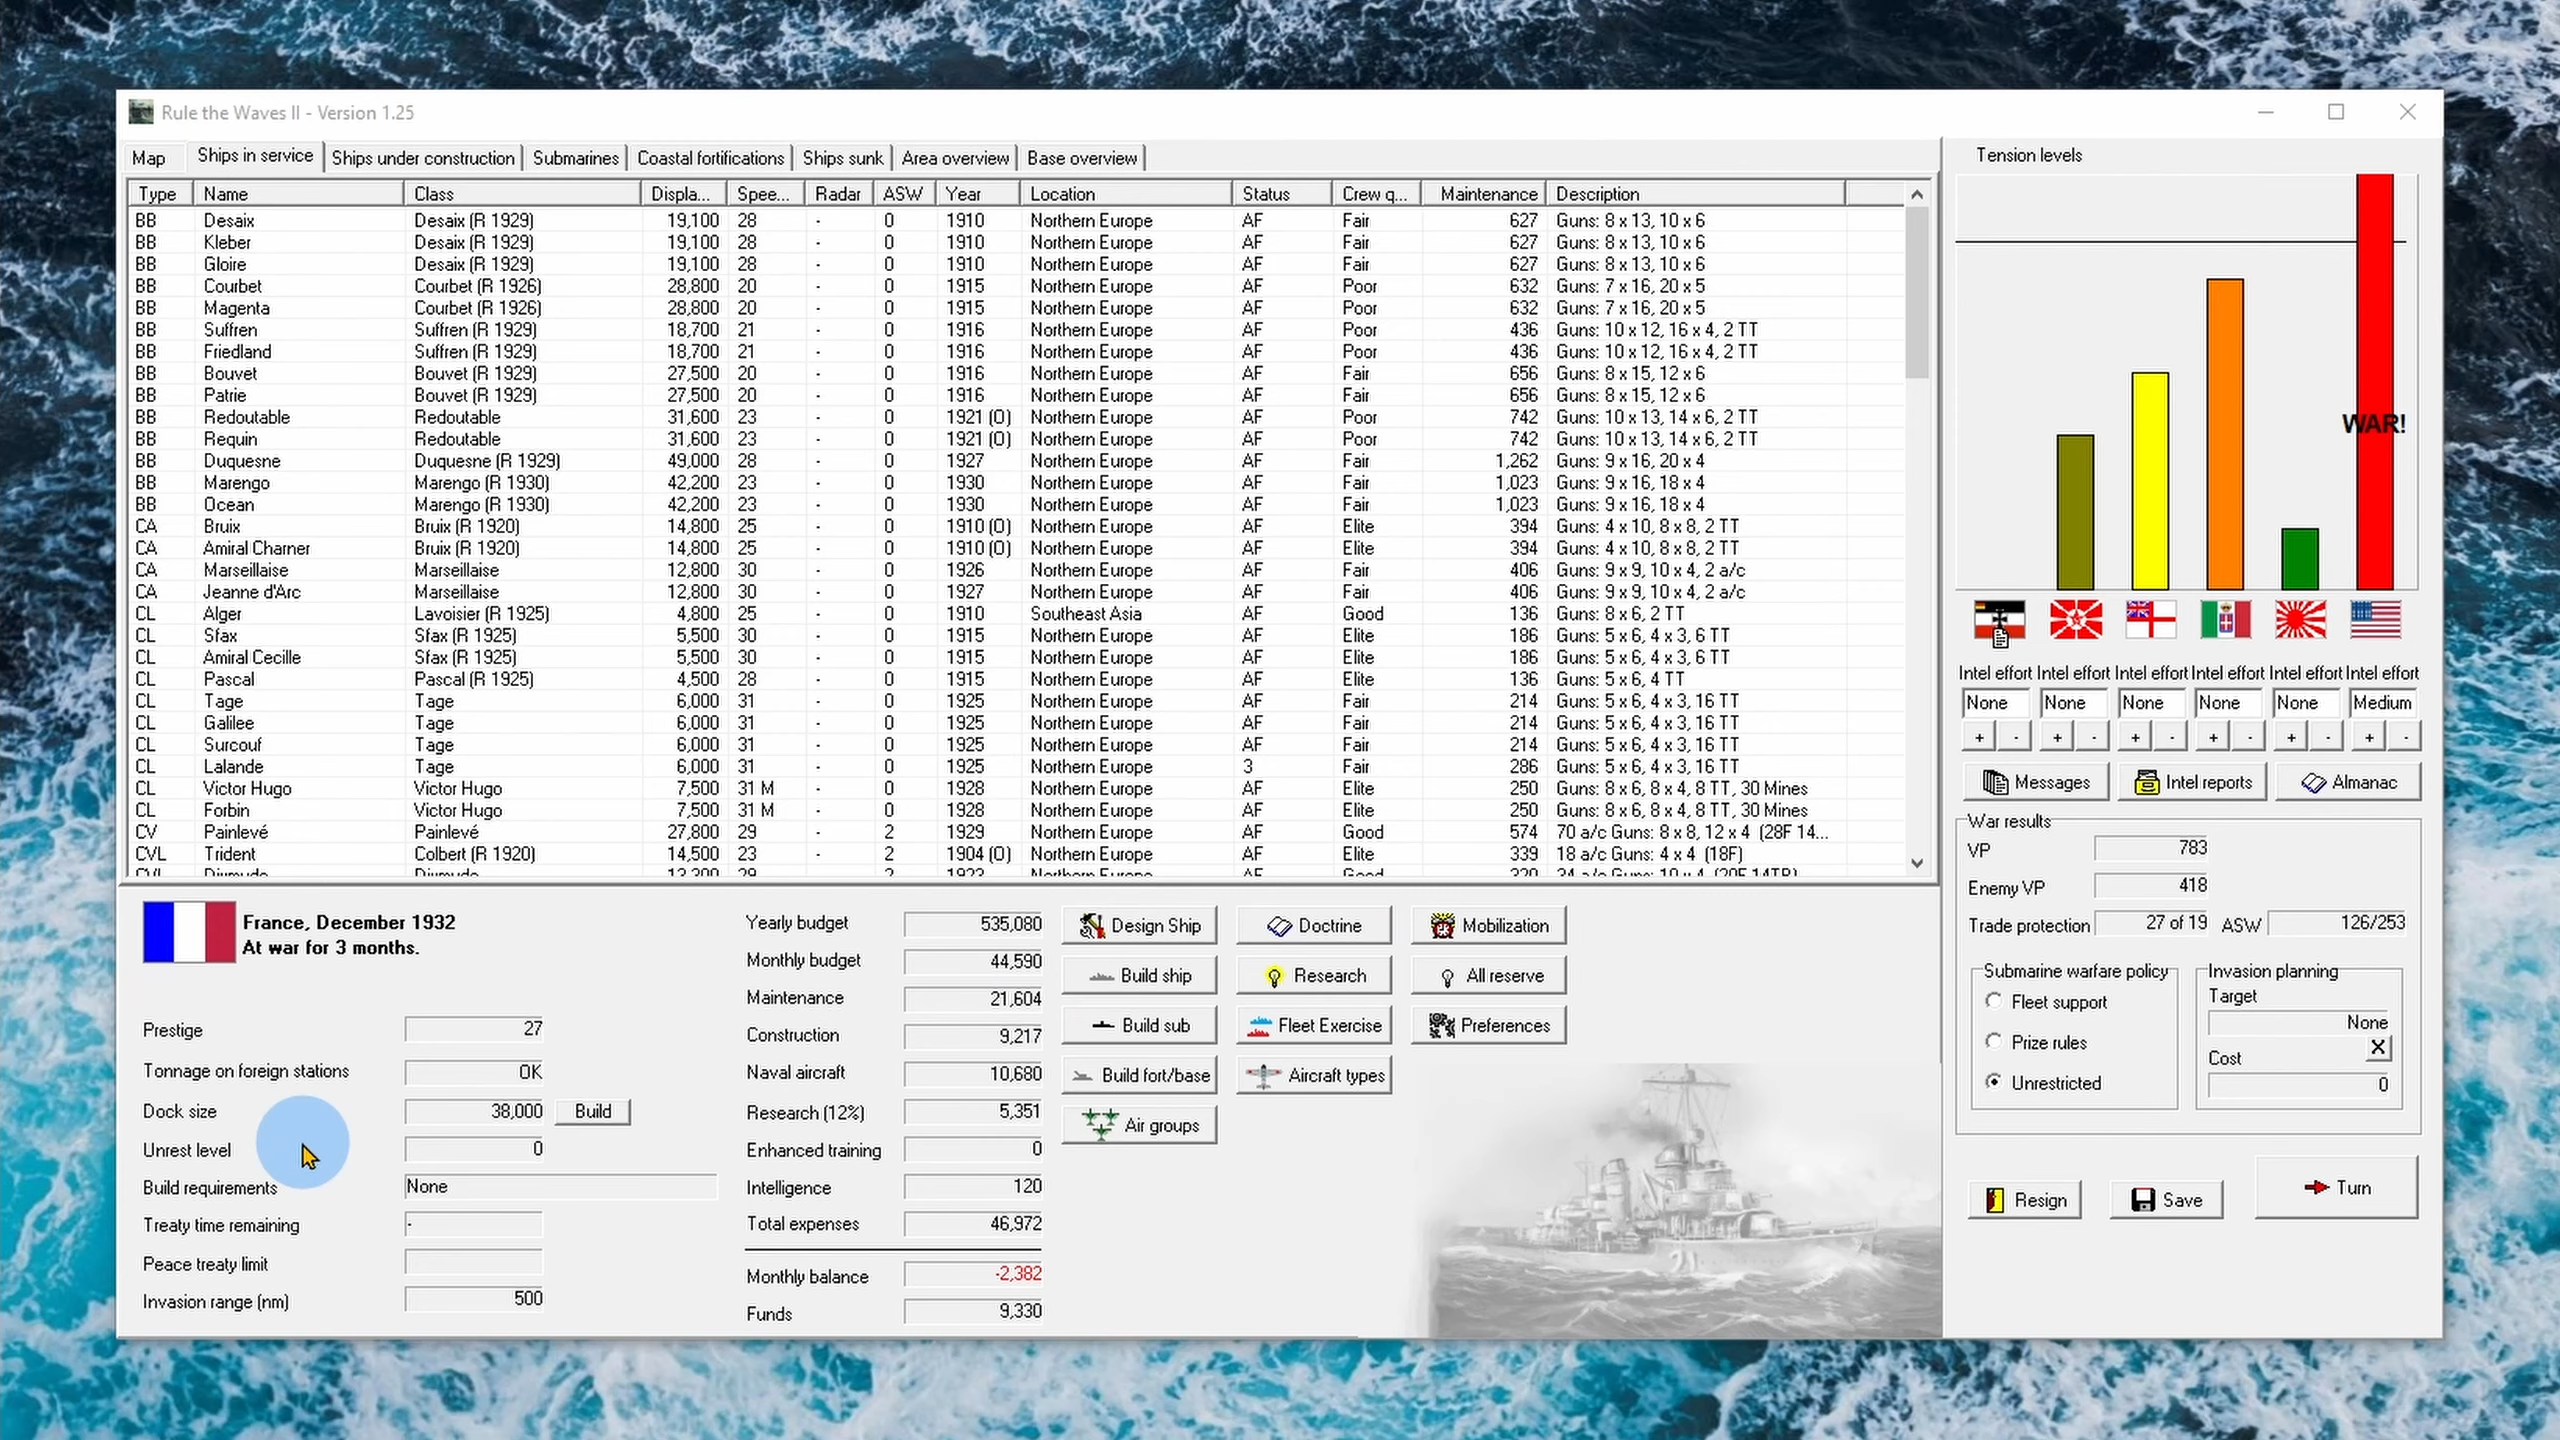 Rule the Waves II - Version 1.25
Map Ships in service Ships under construction Submarines Coastal fortifications Ships sunk Area overview Base overview
Type Name Class Displa... Spee... Radar ASW Year Location Status Crew q... Maintenance Description
BB Desaix Desaix (R 1929) 19,100 28 - 0 1910 Northern Europe AF Fair 627 Guns: 8 x 13, 10 x 6
BB Kleber Desaix (R 1929) 19,100 28 - 0 1910 Northern Europe AF Fair 627 Guns: 8 x 13, 10 x 6
BB Gloire Desaix (R 1929) 19,100 28 - 0 1910 Northern Europe AF Fair 627 Guns: 8 x 13, 10 x 6
BB Courbet Courbet (R 1926) 28,800 20 - 0 1915 Northern Europe AF Poor 632 Guns: 7 x 16, 20 x 5
BB Magenta Courbet (R 1926) 28,800 20 - 0 1915 Northern Europe AF Poor 632 Guns: 7 x 16, 20 x 5
BB Suffren Suffren (R 1929) 18,700 21 - 0 1916 Northern Europe AF Poor 436 Guns: 10 x 12, 16 x 4, 2 TT
BB Friedland Suffren (R 1929) 18,700 21 - 0 1916 Northern Europe AF Poor 436 Guns: 10 x 12, 16 x 4, 2 TT
BB Bouvet Bouvet (R 1929) 27,500 20 - 0 1916 Northern Europe AF Fair 656 Guns: 8 x 15, 12 x 6
BB Patrie Bouvet (R 1929) 27,500 20 - 0 1916 Northern Europe AF Fair 656 Guns: 8 x 15, 12 x 6
BB Redoutable Redoutable 31,600 23 - 0 1921 (O) Northern Europe AF Poor 742 Guns: 10 x 13, 14 x 6, 2 TT
BB Requin Redoutable 31,600 23 - 0 1921 (O) Northern Europe AF Poor 742 Guns: 10 x 13, 14 x 6, 2 TT
BB Duquesne Duquesne (R 1929) 49,000 28 - 0 1927 Northern Europe AF Fair 1,262 Guns: 9 x 16, 20 x 4
BB Marengo Marengo (R 1930) 42,200 23 - 0 1930 Northern Europe AF Fair 1,023 Guns: 9 x 16, 18 x 4
BB Ocean Marengo (R 1930) 42,200 23 - 0 1930 Northern Europe AF Fair 1,023 Guns: 9 x 16, 18 x 4
CA Bruix Bruix (R 1920) 14,800 25 - 0 1910 (O) Northern Europe AF Elite 394 Guns: 4 x 10, 8 x 8, 2 TT
CA Amiral Charner Bruix (R 1920) 14,800 25 - 0 1910 (O) Northern Europe AF Elite 394 Guns: 4 x 10, 8 x 8, 2 TT
CA Marseillaise Marseillaise 12,800 30 - 0 1926 Northern Europe AF Fair 406 Guns: 9 x 9, 10 x 4, 2 a/c
CA Jeanne d'Arc Marseillaise 12,800 30 - 0 1927 Northern Europe AF Fair 406 Guns: 9 x 9, 10 x 4, 2 a/c
CL Alger Lavoisier (R 1925) 4,800 25 - 0 1910 Southeast Asia AF Good 136 Guns: 8 x 6, 2 TT
CL Sfax Sfax (R 1925) 5,500 30 - 0 1915 Northern Europe AF Elite 186 Guns: 5 x 6, 4 x 3, 6 TT
CL Amiral Cecille Sfax (R 1925) 5,500 30 - 0 1915 Northern Europe AF Elite 186 Guns: 5 x 6, 4 x 3, 6 TT
CL Pascal Pascal (R 1925) 4,500 28 - 0 1915 Northern Europe AF Elite 136 Guns: 5 x 6, 4 TT
CL Tage Tage 6,000 31 - 0 1925 Northern Europe AF Fair 214 Guns: 5 x 6, 4 x 3, 16 TT
CL Galilee Tage 6,000 31 - 0 1925 Northern Europe AF Fair 214 Guns: 5 x 6, 4 x 3, 16 TT
CL Surcouf Tage 6,000 31 - 0 1925 Northern Europe AF Fair 214 Guns: 5 x 6, 4 x 3, 16 TT
CL Lalande Tage 6,000 31 - 0 1925 Northern Europe 3 Fair 286 Guns: 5 x 6, 4 x 3, 16 TT
CL Victor Hugo Victor Hugo 7,500 31 M - 0 1928 Northern Europe AF Elite 250 Guns: 8 x 6, 8 x 4, 8 TT, 30 Mines
CL Forbin Victor Hugo 7,500 31 M - 0 1928 Northern Europe AF Elite 250 Guns: 8 x 6, 8 x 4, 8 TT, 30 Mines
CV Painlevé Painlevé 27,800 29 - 2 1929 Northern Europe AF Good 574 70 a/c Guns: 8 x 8, 12 x 4 (28F 14...
CVL Trident Colbert (R 1920) 14,500 23 - 2 1904 (O) Northern Europe AF Elite 339 18 a/c Guns: 4 x 4 (18F)
Tension levels
WAR!
Intel effort Intel effort Intel effort Intel effort Intel effort Intel effort
None None None None None Medium
+ - + - + - + - + - + -
Messages Intel reports Almanac
War results
VP 783
Enemy VP 418
Trade protection 27 of 19 ASW 126/253
Submarine warfare policy
Fleet support
Prize rules
Unrestricted
Invasion planning
Target
None
X
Cost
0
Resign Save Turn
France, December 1932
At war for 3 months.
Prestige 27
Tonnage on foreign stations OK
Dock size 38,000 Build
Unrest level 0
Build requirements None
Treaty time remaining -
Peace treaty limit
Invasion range (nm) 500
Yearly budget 535,080
Monthly budget 44,590
Maintenance 21,604
Construction 9,217
Naval aircraft 10,680
Research (12%) 5,351
Enhanced training 0
Intelligence 120
Total expenses 46,972
Monthly balance -2,382
Funds 9,330
Design Ship Doctrine Mobilization
Build ship Research All reserve
Build sub Fleet Exercise Preferences
Build fort/base Aircraft types
Air groups